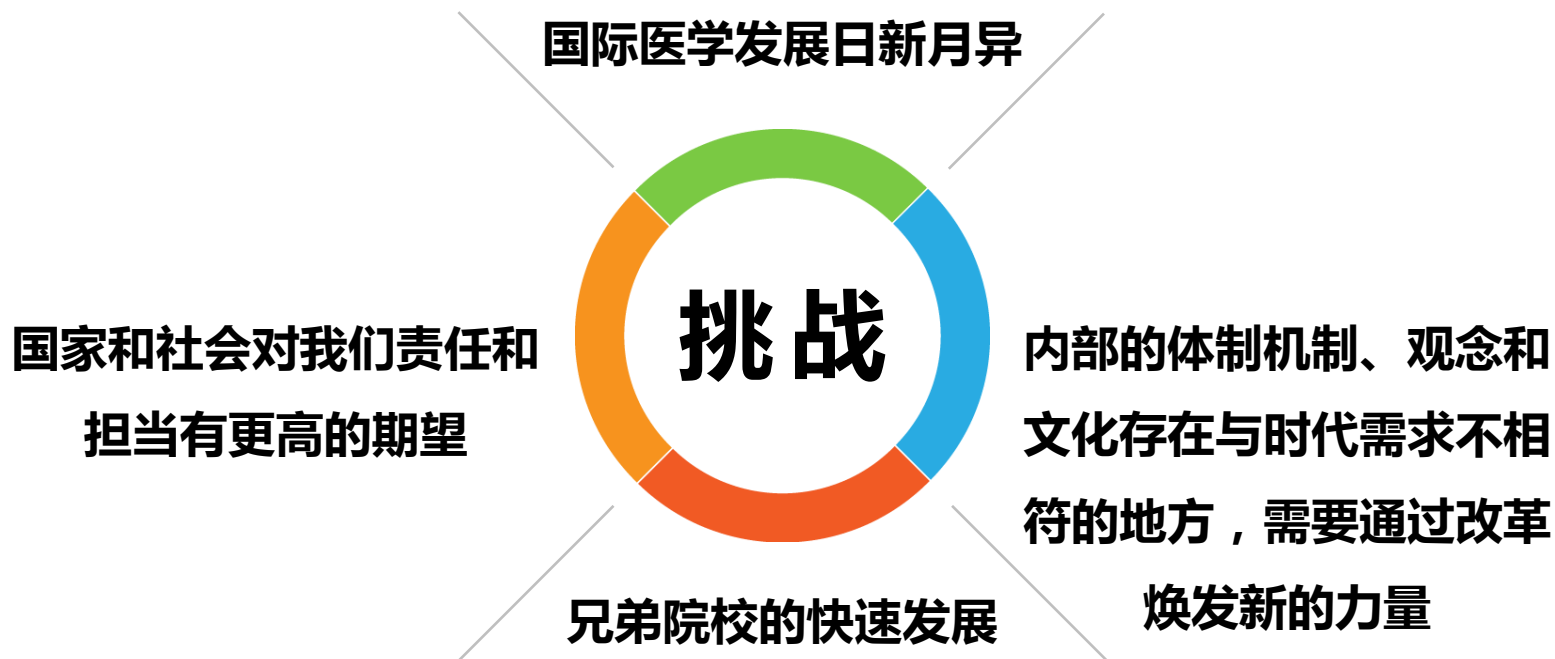 国际医学发展日新月异
挑战
国家和社会对我们责任和
担当有更高的期望
内部的体制机制、观念和
文化存在与时代需求不相
符的地方，需要通过改革
焕发新的力量
兄弟院校的快速发展